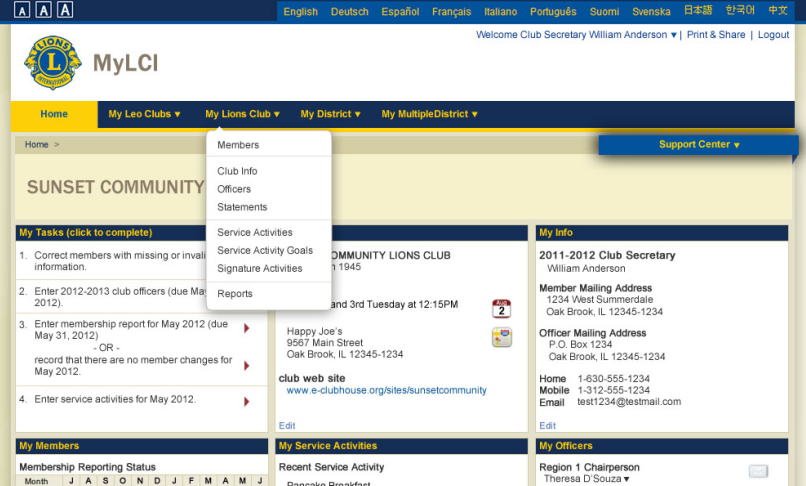 A A A
English Deutsch Español Français Italiano Português Suomi Svenska 日本語 한국어 中文
Welcome Club Secretary William Anderson ▾ | Print & Share | Logout
LIONS
L
INTERNATIONAL
MyLCI
Home My Leo Clubs ▾ My Lions Club ▾ My District ▾ My MultipleDistrict ▾
Home >
Support Center ▾
Members
Club Info
Officers
Statements
Service Activities
Service Activity Goals
Signature Activities
Reports
SUNSET COMMUNITY
My Tasks (click to complete)
1. Correct members with missing or invali
information.
2. Enter 2012-2013 club officers (due Ma
2012).
3. Enter membership report for May 2012 (due
May 31, 2012)
- OR -
record that there are no member changes for
May 2012.
4. Enter service activities for May 2012.
OMMUNITY LIONS CLUB
1945
and 3rd Tuesday at 12:15PM
Aug
2
Happy Joe's
9567 Main Street
Oak Brook, IL 12345-1234
club web site
www.e-clubhouse.org/sites/sunsetcommunity
Edit
My Info
2011-2012 Club Secretary
William Anderson
Member Mailing Address
1234 West Summerdale
Oak Brook, IL 12345-1234
Officer Mailing Address
P.O. Box 1234
Oak Brook, IL 12345-1234
Home 1-630-555-1234
Mobile 1-312-555-1234
Email test1234@testmail.com
Edit
My Members
Membership Reporting Status
Month J A S O N D J F M A M J
My Service Activities
Recent Service Activity
Pancake Breakfast
My Officers
Region 1 Chairperson
Theresa D'Souza ▾